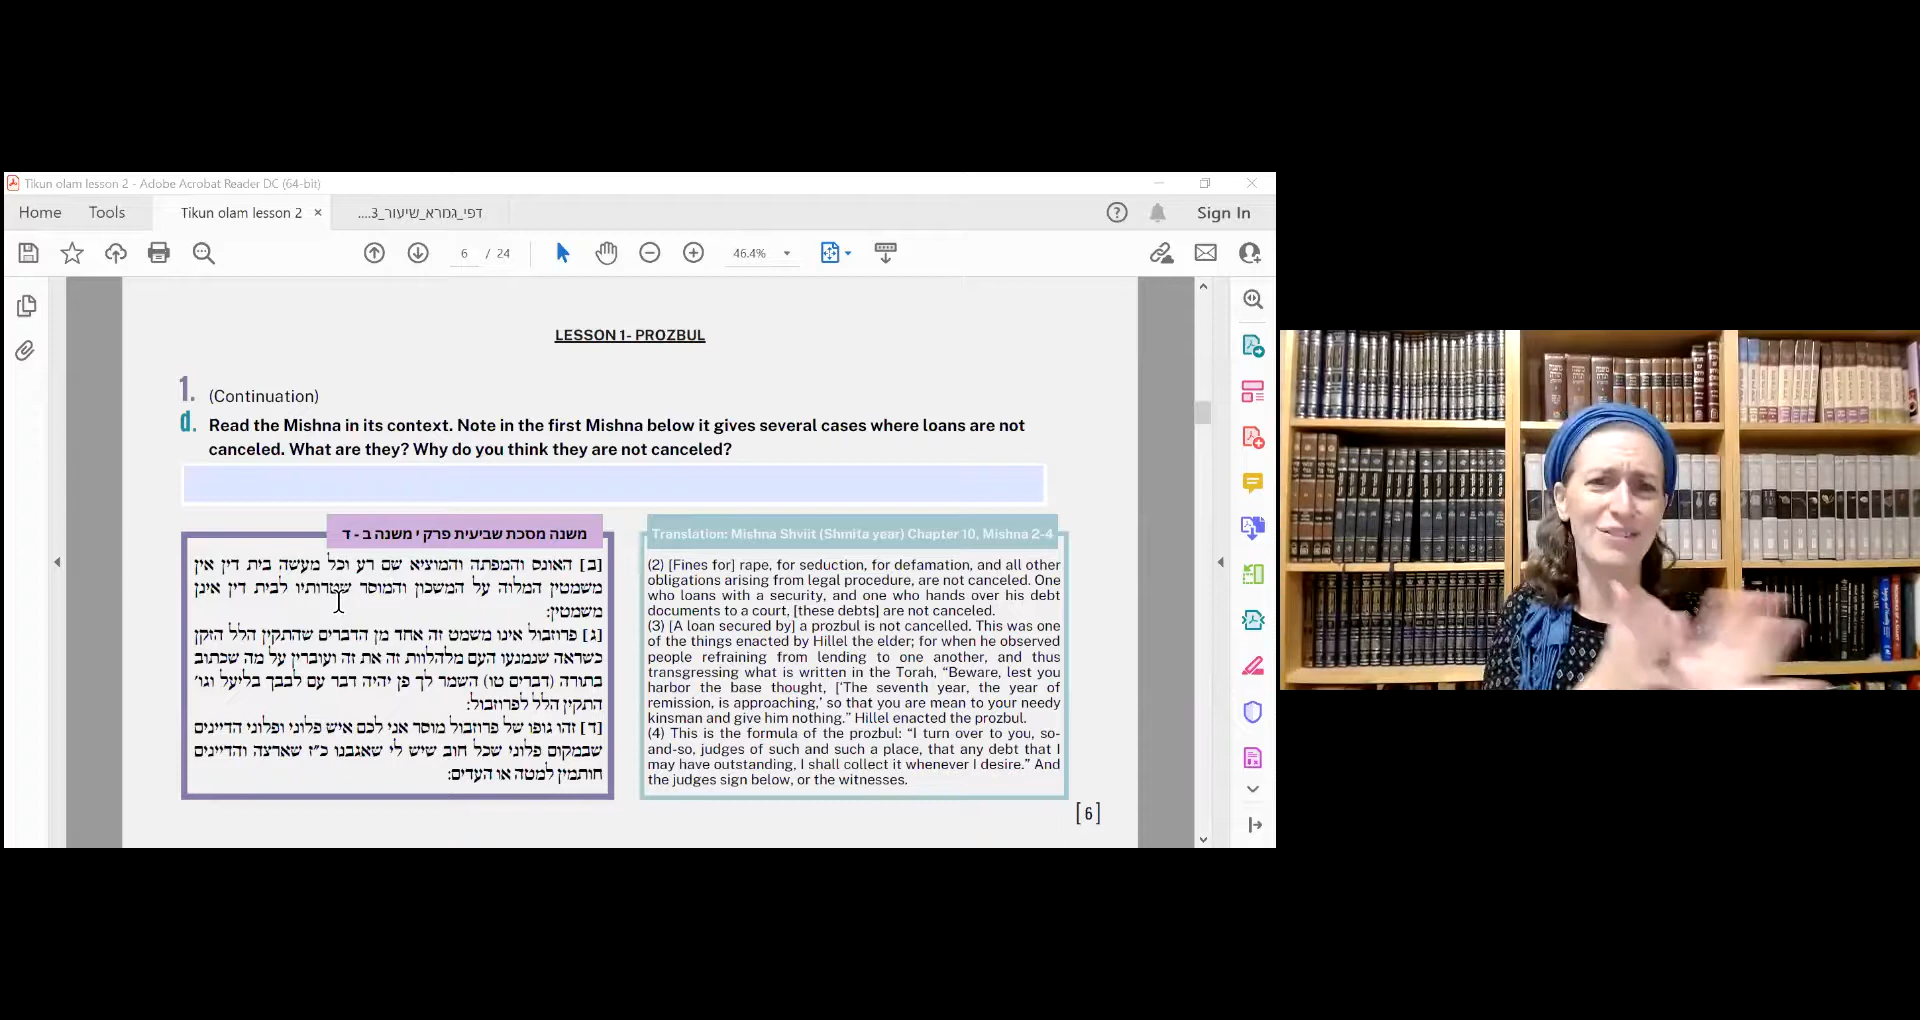 Tikun olam lesson 2 - Adobe Acrobat Reader DC (64-bit)
Home Tools Tikun olam lesson 2 × דפי_גמרא_שיעור_3.... Sign In
6 / 24 46.4%
LESSON 1- PROZBUL
1. (Continuation)
d. Read the Mishna in its context. Note in the first Mishna below it gives several cases where loans are not
canceled. What are they? Why do you think they are not canceled?
משנה מסכת שביעית פרק י משנה ב - ד
[ב] האונס והמפתה והמוציא שם רע וכל מעשה בית דין אין
משמטין המלוה על המשכון והמוסר שטרותיו לבית דין אינן
משמטין:
[ג] פרוזבול אינו משמט זה אחד מן הדברים שהתקין הלל הזקן
כשראה שנמנעו העם מלהלוות זה את זה ועוברין על מה שכתוב
בתורה (דברים טו) השמר לך פן יהיה דבר עם לבבך בליעל וגו'
התקין הלל לפרוזבול:
[ד] זהו גופו של פרוזבול מוסר אני לכם איש פלוני ופלוני הדיינים
שבמקום פלוני שכל חוב שיש לי שאגבנו כ"ז שארצה והדיינים
חותמין למטה או העדים:
Translation: Mishna Shviit (Shmita year) Chapter 10, Mishna 2-4
(2) [Fines for] rape, for seduction, for defamation, and all other
obligations arising from legal procedure, are not canceled. One
who loans with a security, and one who hands over his debt
documents to a court, [these debts] are not canceled.
(3) [A loan secured by] a prozbul is not cancelled. This was one
of the things enacted by Hillel the elder; for when he observed
people refraining from lending to one another, and thus
transgressing what is written in the Torah, “Beware, lest you
harbor the base thought, [‘The seventh year, the year of
remission, is approaching,’ so that you are mean to your needy
kinsman and give him nothing.” Hillel enacted the prozbul.
(4) This is the formula of the prozbul: “I turn over to you, so-
and-so, judges of such and such a place, that any debt that I
may have outstanding, I shall collect it whenever I desire.” And
the judges sign below, or the witnesses.
[6]